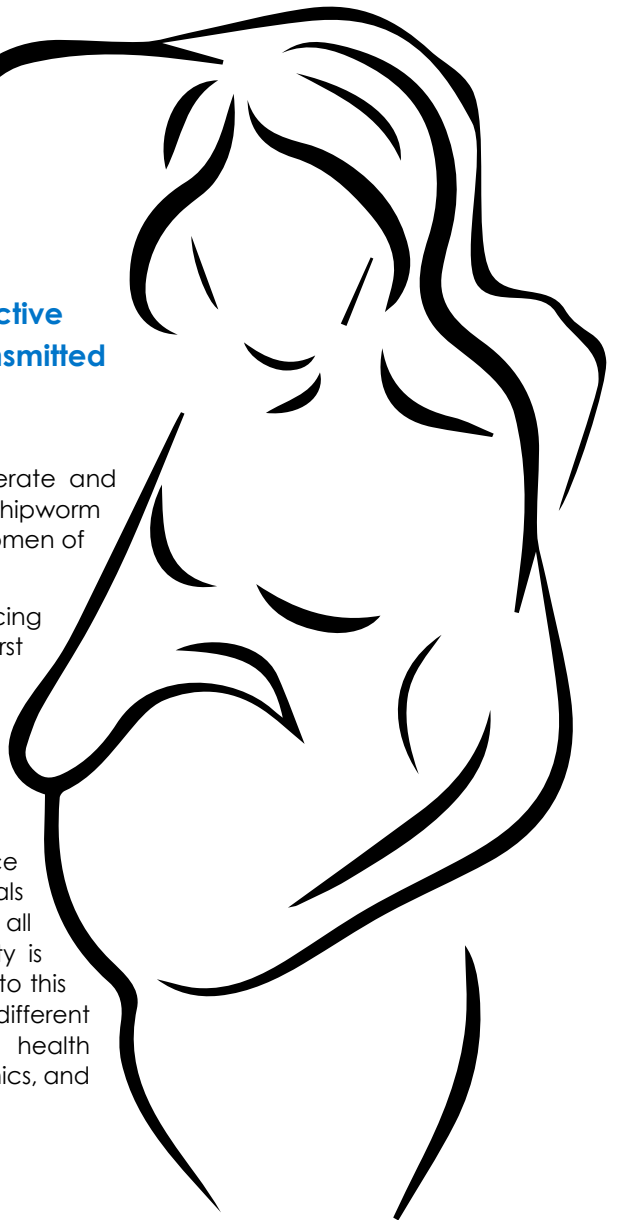 ctive
nsmitted
erate and
hipworm
omen of
cing
rst
ce
als
all
ty is
to this
different
health
nics, and